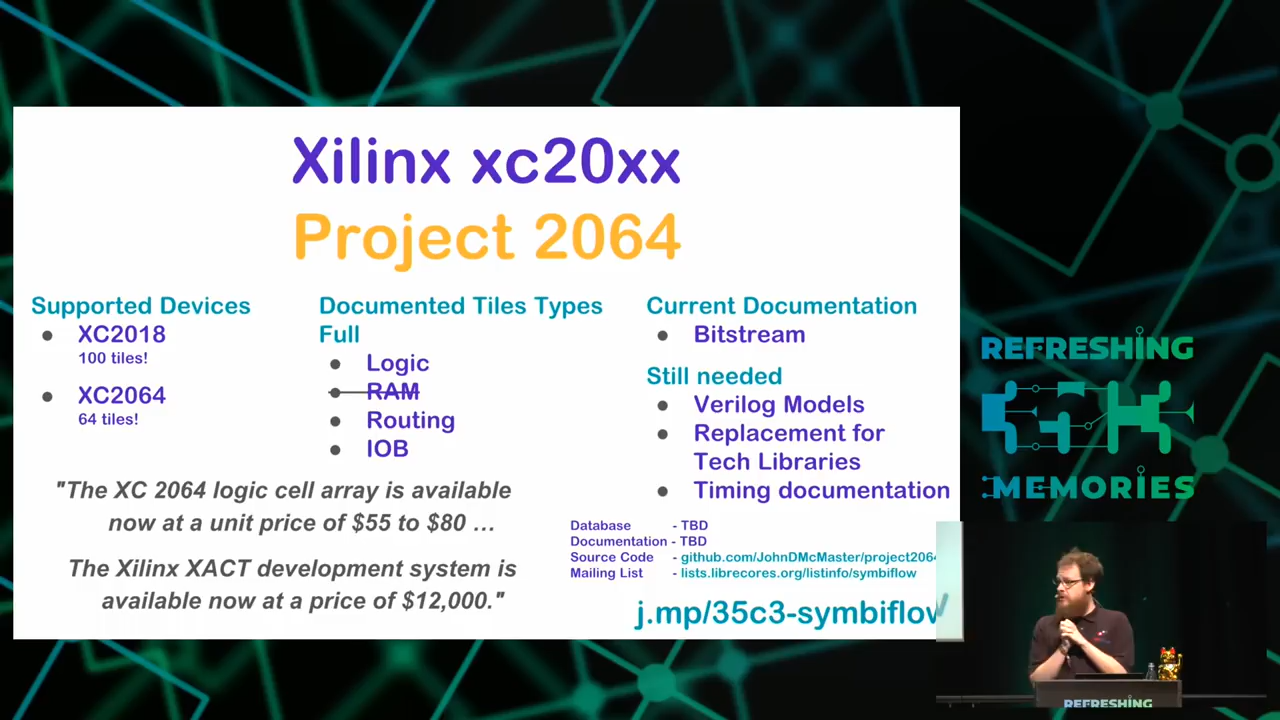 Xilinx xc20xx
Project 2064
Supported Devices
XC2018
100 tiles!
XC2064
64 tiles!
Documented Tiles Types
Full
Logic
RAM
Routing
IOB
Current Documentation
Bitstream
Still needed
Verilog Models
Replacement for
Tech Libraries
Timing documentation
"The XC 2064 logic cell array is available
now at a unit price of $55 to $80 …
The Xilinx XACT development system is
available now at a price of $12,000."
Database - TBD
Documentation - TBD
Source Code - github.com/JohnDMcMaster/project2064
Mailing List - lists.librecores.org/listinfo/symbiflow
j.mp/35c3-symbiflow
REFRESHING
35C3
MEMORIES
REFRESHING